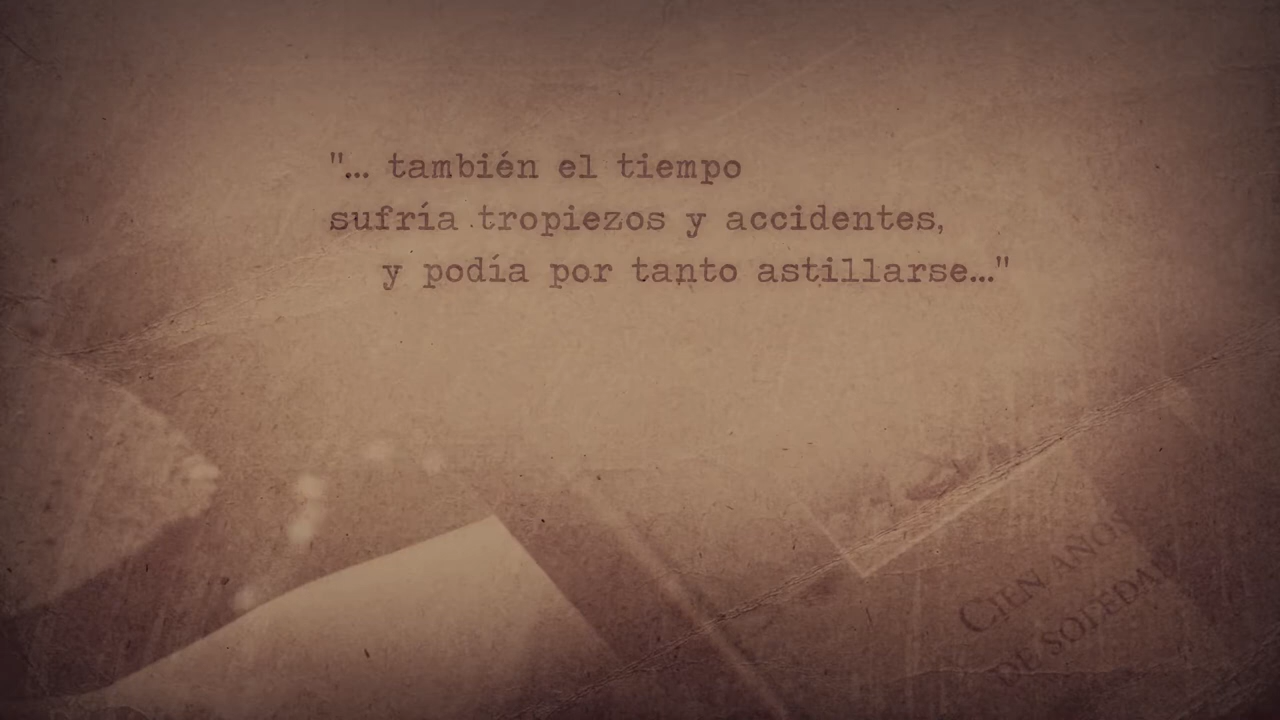 "... también el tiempo
sufría tropiezos y accidentes,
y podía por tanto astillarse..."
CIEN AÑOS
DE SOLEDAD